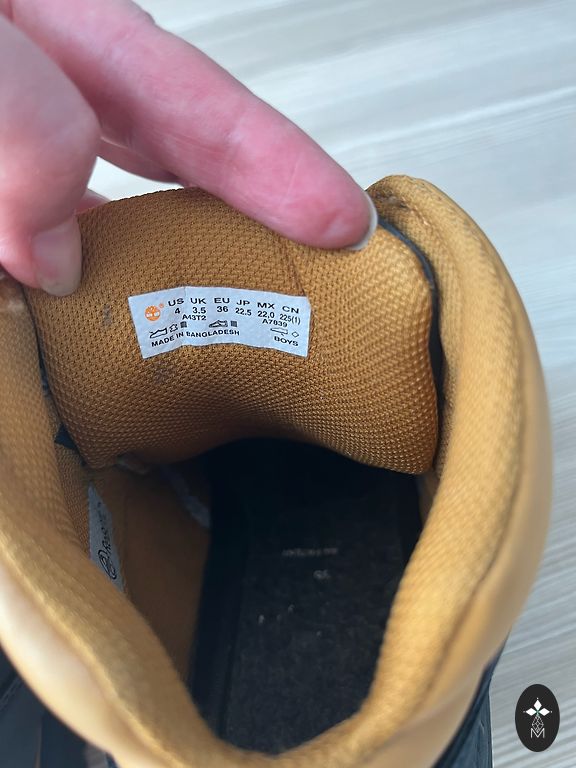 US UK EU JP MX CN
4 3.5 36 22.5 22,0 225(1)
A43T2 A7839
MADE IN BANGLADESH BOYS